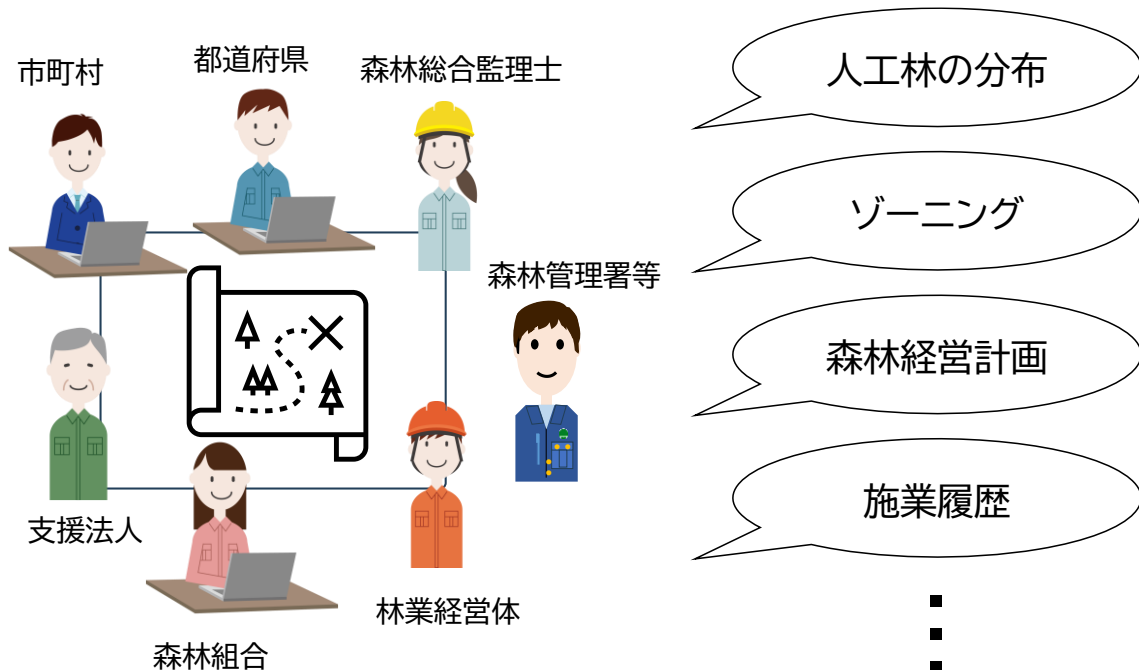 市町村
都道府県
森林総合監理士
森林管理署等
支援法人
森林組合
林業経営体
人工林の分布
ゾーニング
森林経営計画
施業履歴